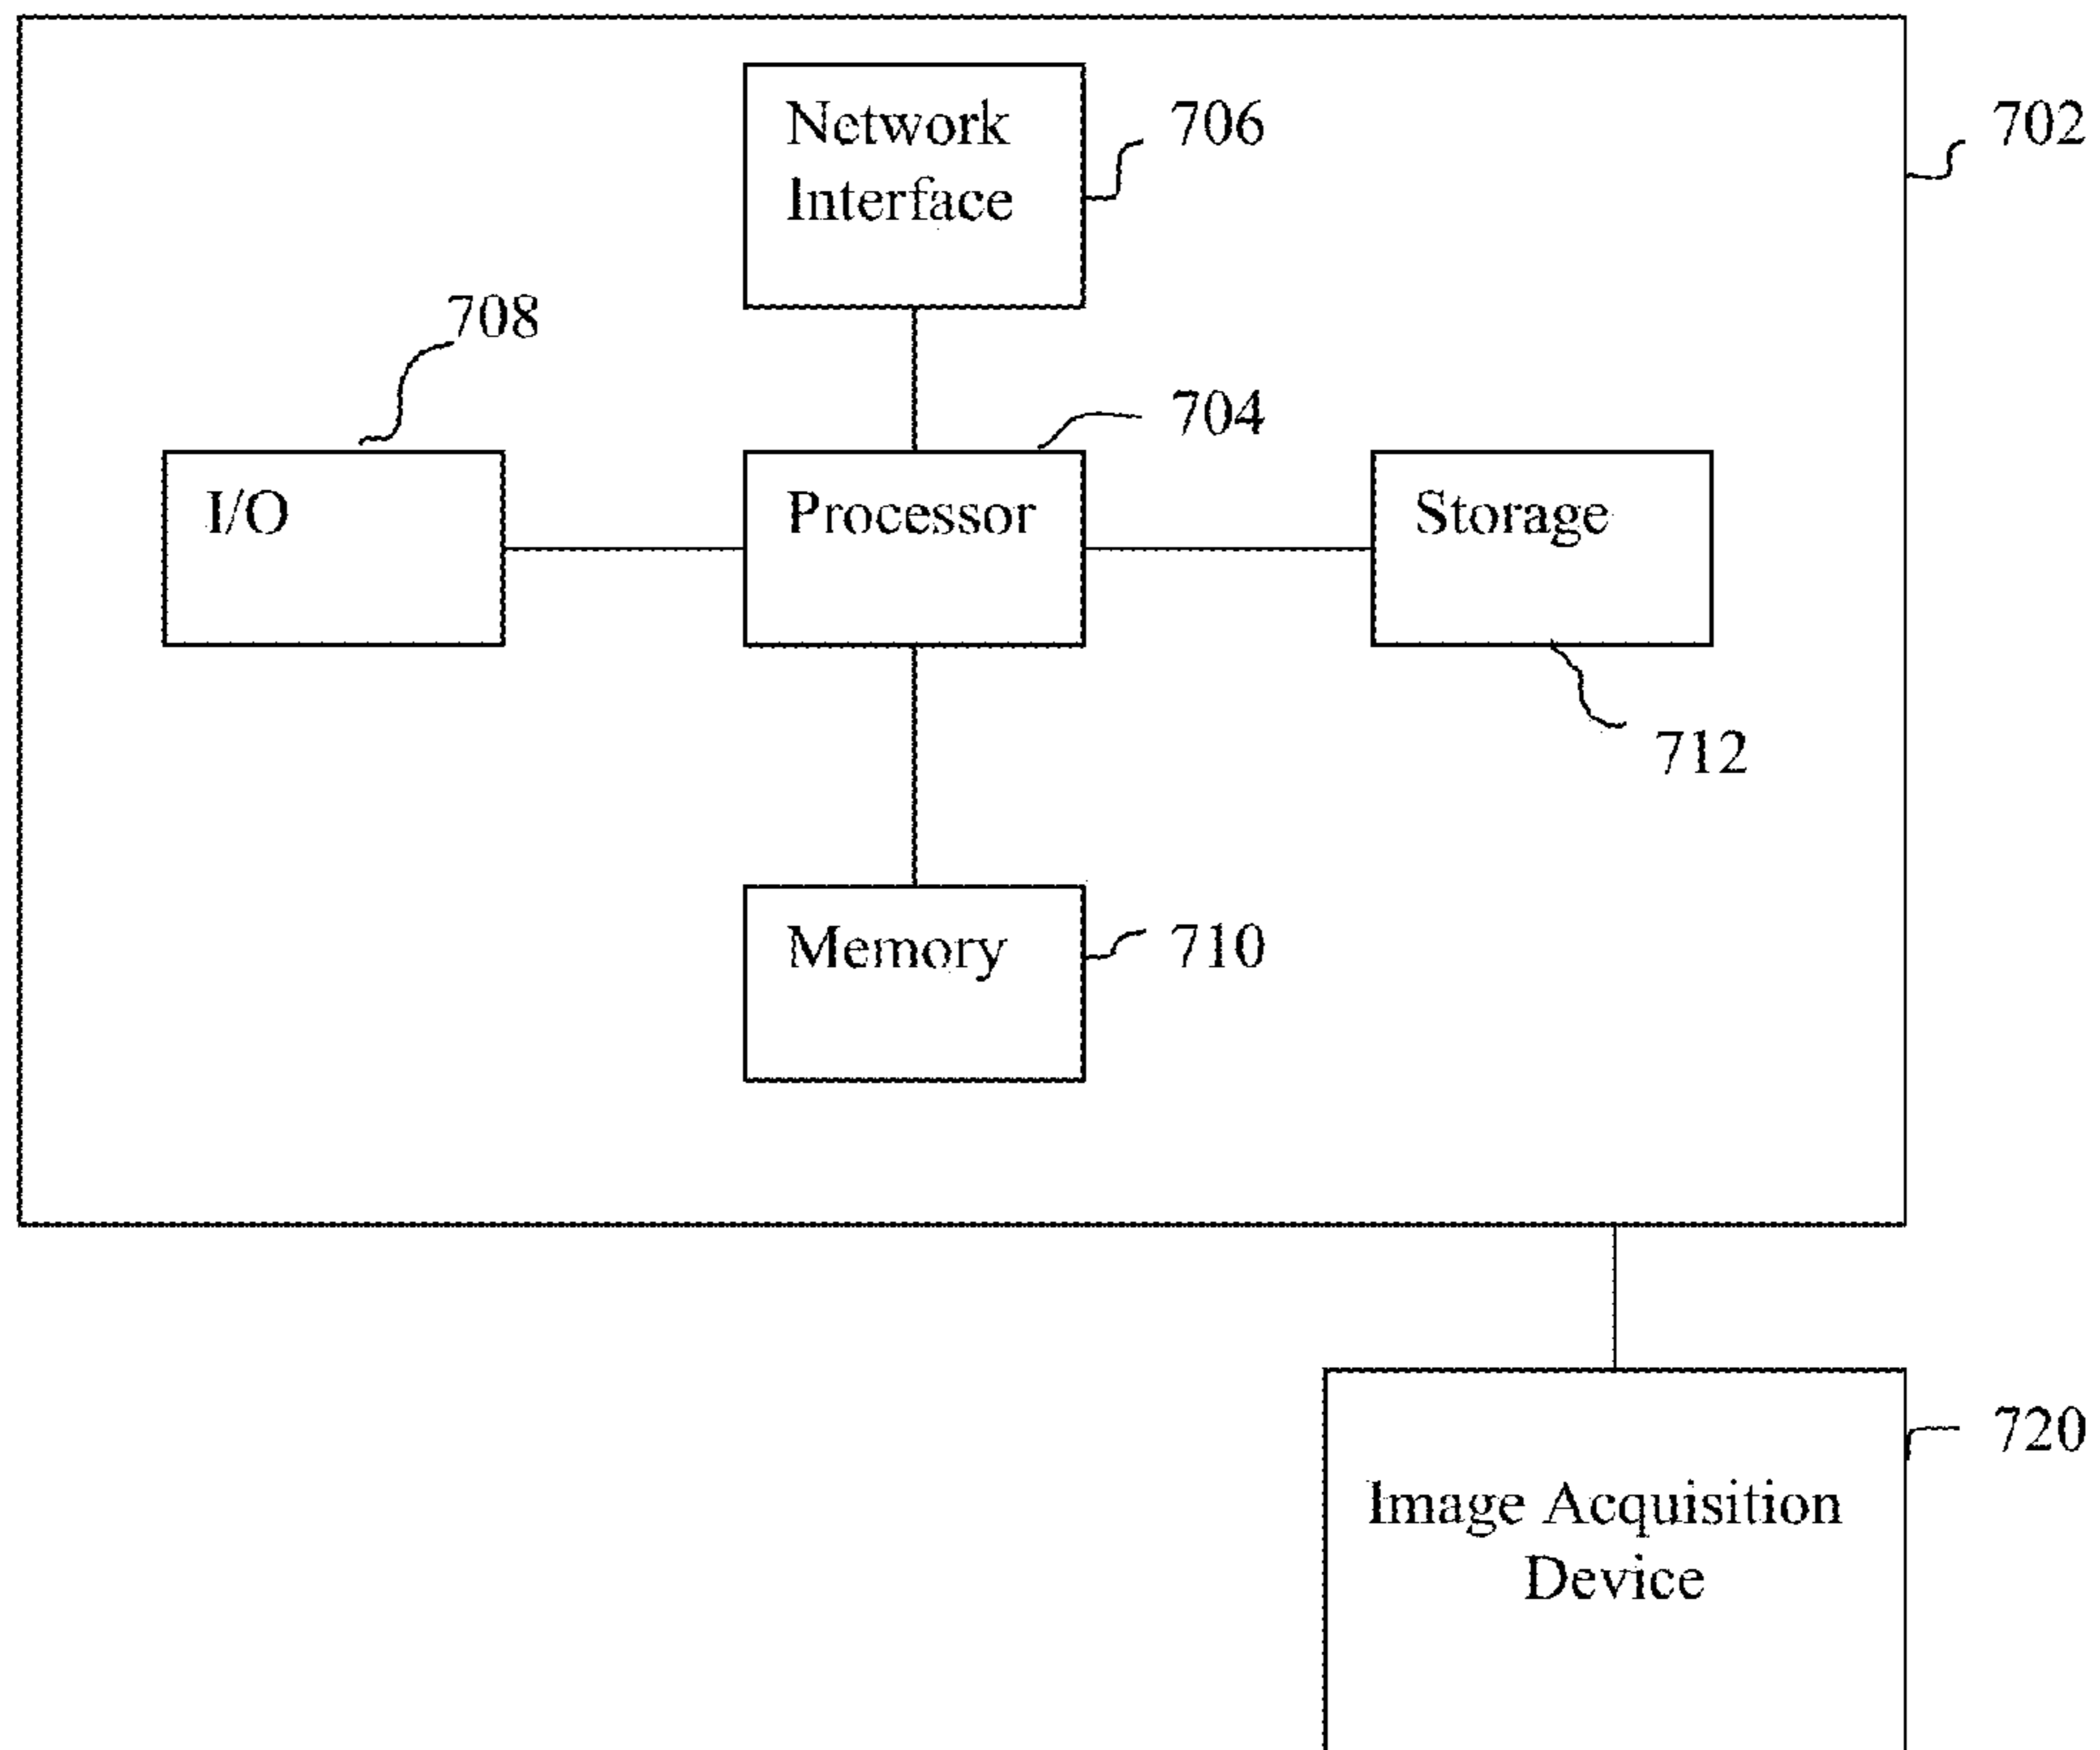 Network
Interface
706
702
708
704
I/O
Processor
Storage
712
Memory
710
720
Image Acquisition
Device